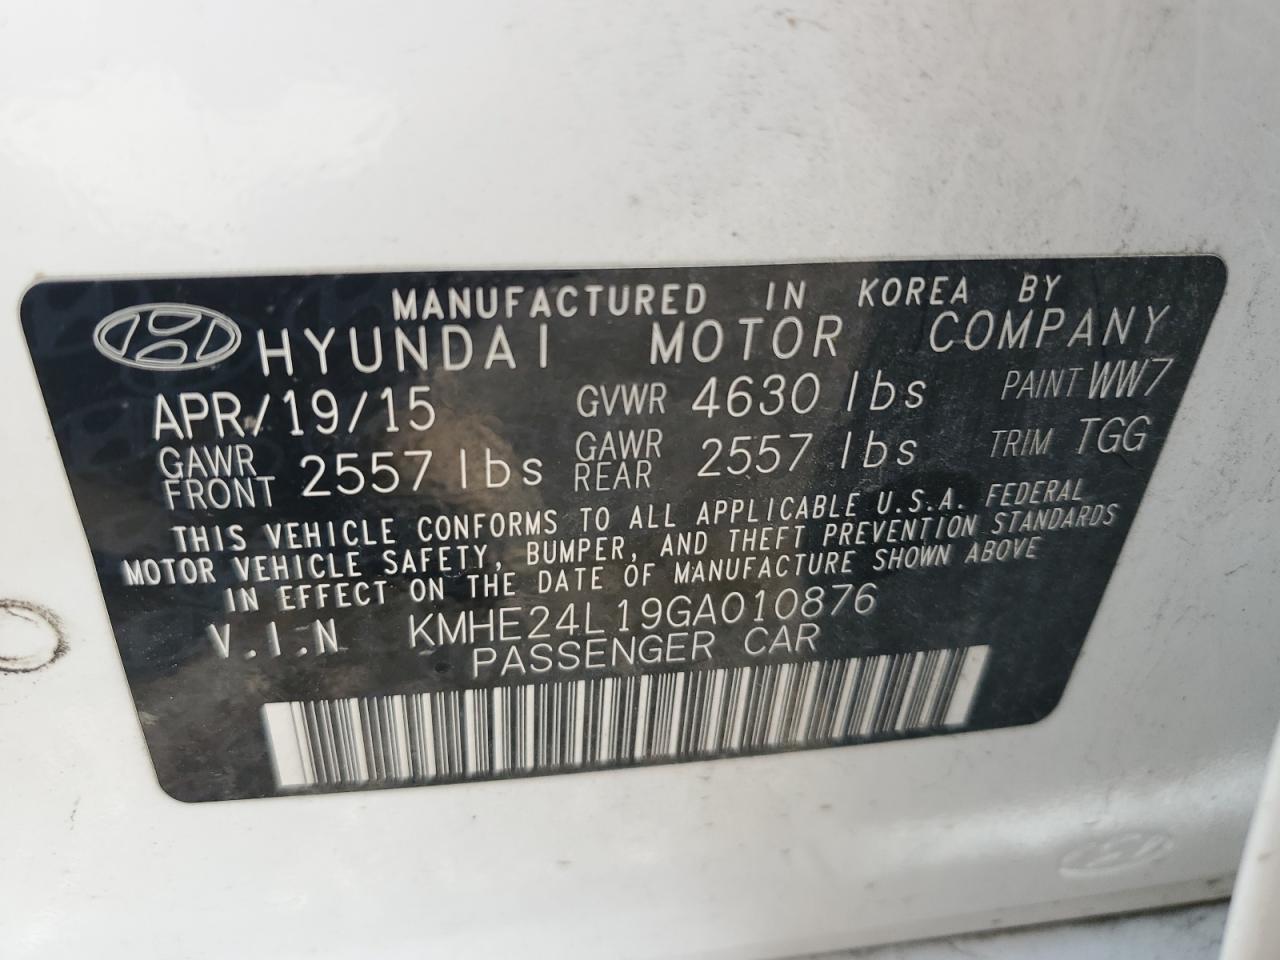 MANUFACTURED IN KOREA BY
HYUNDAI MOTOR COMPANY
APR/19/15 GVWR 4630 lbs PAINT WW7
GAWR FRONT 2557 lbs GAWR REAR 2557 lbs TRIM TGG
THIS VEHICLE CONFORMS TO ALL APPLICABLE U.S.A. FEDERAL
MOTOR VEHICLE SAFETY, BUMPER, AND THEFT PREVENTION STANDARDS
IN EFFECT ON THE DATE OF MANUFACTURE SHOWN ABOVE
V.I.N KMHE24L19GA010876
PASSENGER CAR